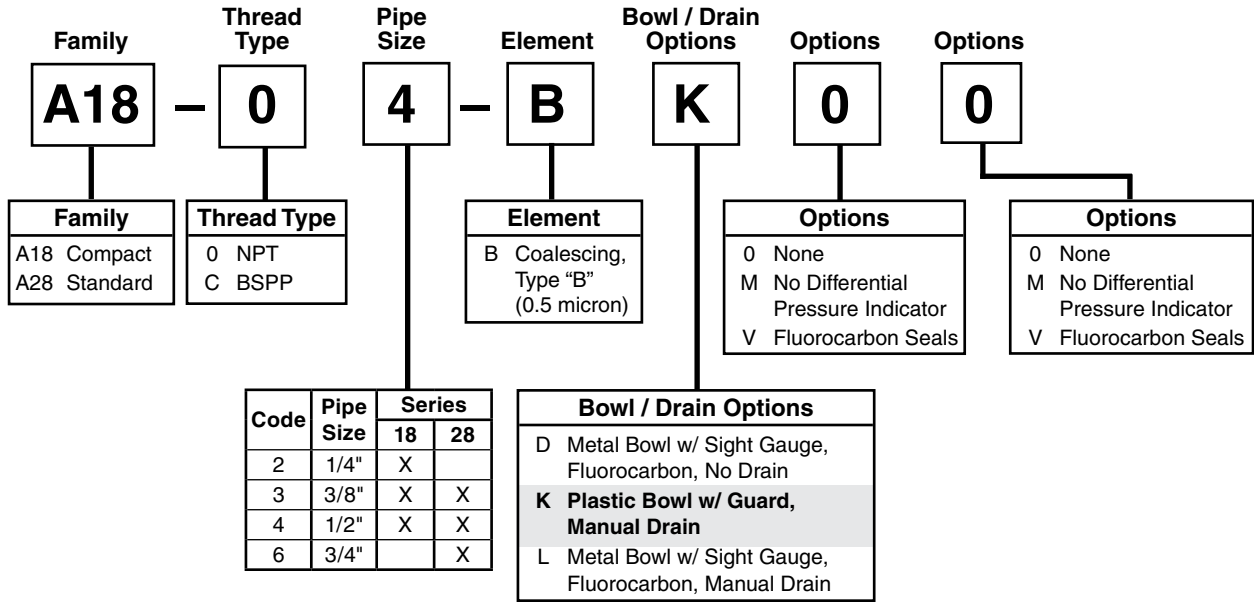 Family Thread Type Pipe Size Element Bowl / Drain Options Options Options
A18 – 0 4 – B K 0 0
Family
A18 Compact
A28 Standard
Thread Type
0 NPT
C BSPP
Element
B Coalescing,
Type “B”
(0.5 micron)
Options
0 None
M No Differential
Pressure Indicator
V Fluorocarbon Seals
Options
0 None
M No Differential
Pressure Indicator
V Fluorocarbon Seals
Code Pipe Size Series
18 28
2 1/4" X
3 3/8" X X
4 1/2" X X
6 3/4" X
Bowl / Drain Options
D Metal Bowl w/ Sight Gauge,
Fluorocarbon, No Drain
K Plastic Bowl w/ Guard,
Manual Drain
L Metal Bowl w/ Sight Gauge,
Fluorocarbon, Manual Drain